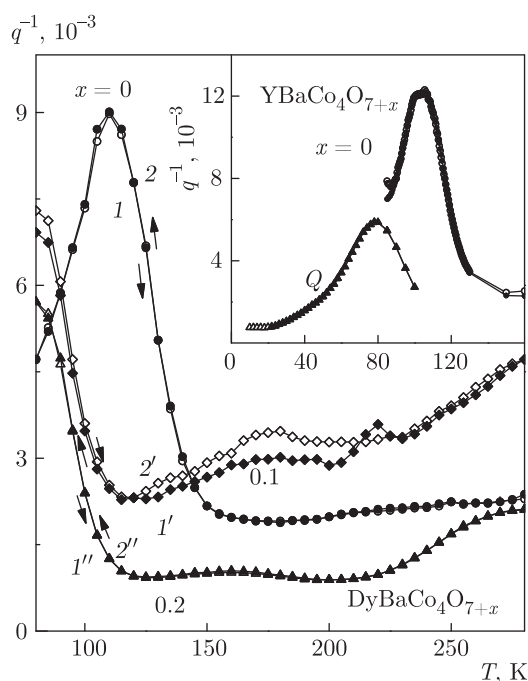 q⁻¹, 10⁻³
9
6
3
0
100
150
200
250
T, K
x = 0
1
2
2′
1′
0.1
1″
2″
0.2
DyBaCo₄O₇₊ₓ
q⁻¹, 10⁻³
12
8
4
0
40
80
120
YBaCo₄O₇₊ₓ
x = 0
Q